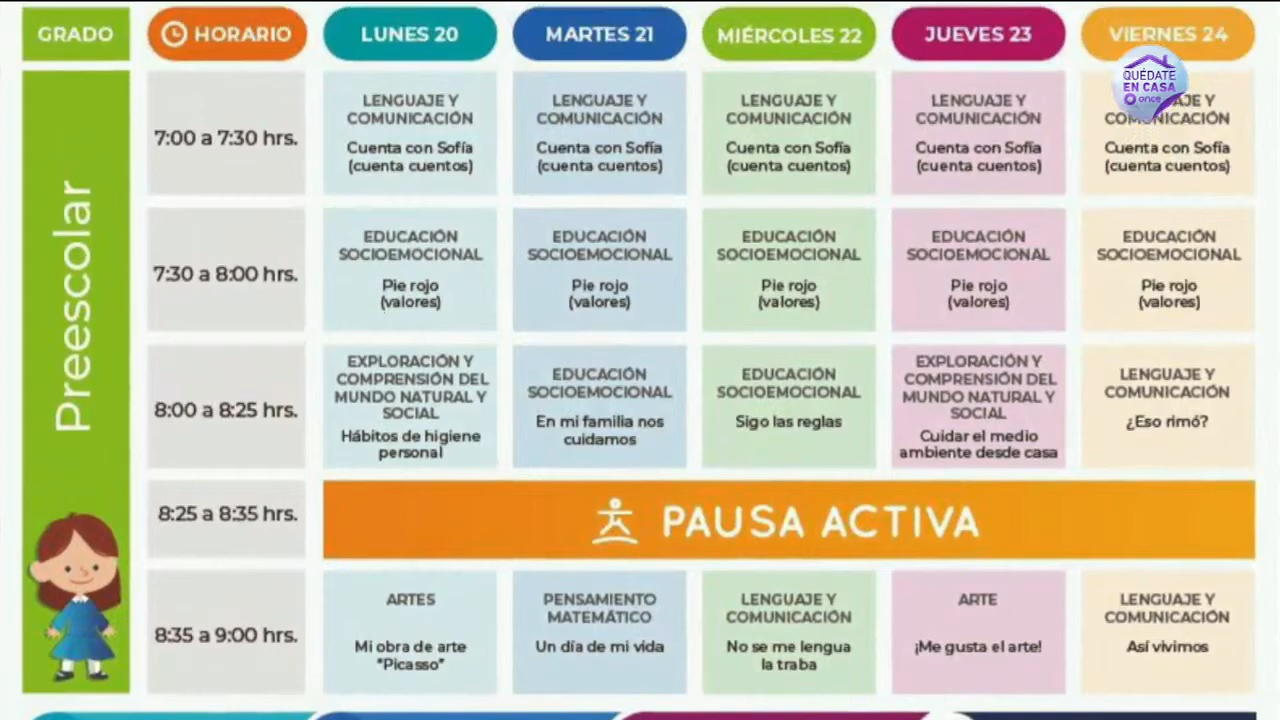 GRADO
HORARIO
LUNES 20
MARTES 21
MIÉRCOLES 22
JUEVES 23
VIERNES 24
QUÉDATE
EN CASA
once
Preescolar
7:00 a 7:30 hrs.
LENGUAJE Y
COMUNICACIÓN
Cuenta con Sofía
(cuenta cuentos)
LENGUAJE Y
COMUNICACIÓN
Cuenta con Sofía
(cuenta cuentos)
LENGUAJE Y
COMUNICACIÓN
Cuenta con Sofía
(cuenta cuentos)
LENGUAJE Y
COMUNICACIÓN
Cuenta con Sofía
(cuenta cuentos)
Y
COMUNICACIÓN
Cuenta con Sofía
(cuenta cuentos)
7:30 a 8:00 hrs.
EDUCACIÓN
SOCIOEMOCIONAL
Pie rojo
(valores)
EDUCACIÓN
SOCIOEMOCIONAL
Pie rojo
(valores)
EDUCACIÓN
SOCIOEMOCIONAL
Pie rojo
(valores)
EDUCACIÓN
SOCIOEMOCIONAL
Pie rojo
(valores)
EDUCACIÓN
SOCIOEMOCIONAL
Pie rojo
(valores)
8:00 a 8:25 hrs.
EXPLORACIÓN Y
COMPRENSIÓN DEL
MUNDO NATURAL Y
SOCIAL
Hábitos de higiene
personal
EDUCACIÓN
SOCIOEMOCIONAL
En mi familia nos
cuidamos
EDUCACIÓN
SOCIOEMOCIONAL
Sigo las reglas
EXPLORACIÓN Y
COMPRENSIÓN DEL
MUNDO NATURAL Y
SOCIAL
Cuidar el medio
ambiente desde casa
LENGUAJE Y
COMUNICACIÓN
¿Eso rimó?
8:25 a 8:35 hrs.
PAUSA ACTIVA
8:35 a 9:00 hrs.
ARTES
Mi obra de arte
"Picasso"
PENSAMIENTO
MATEMÁTICO
Un día de mi vida
LENGUAJE Y
COMUNICACIÓN
No se me lengua
la traba
ARTE
¡Me gusta el arte!
LENGUAJE Y
COMUNICACIÓN
Así vivimos